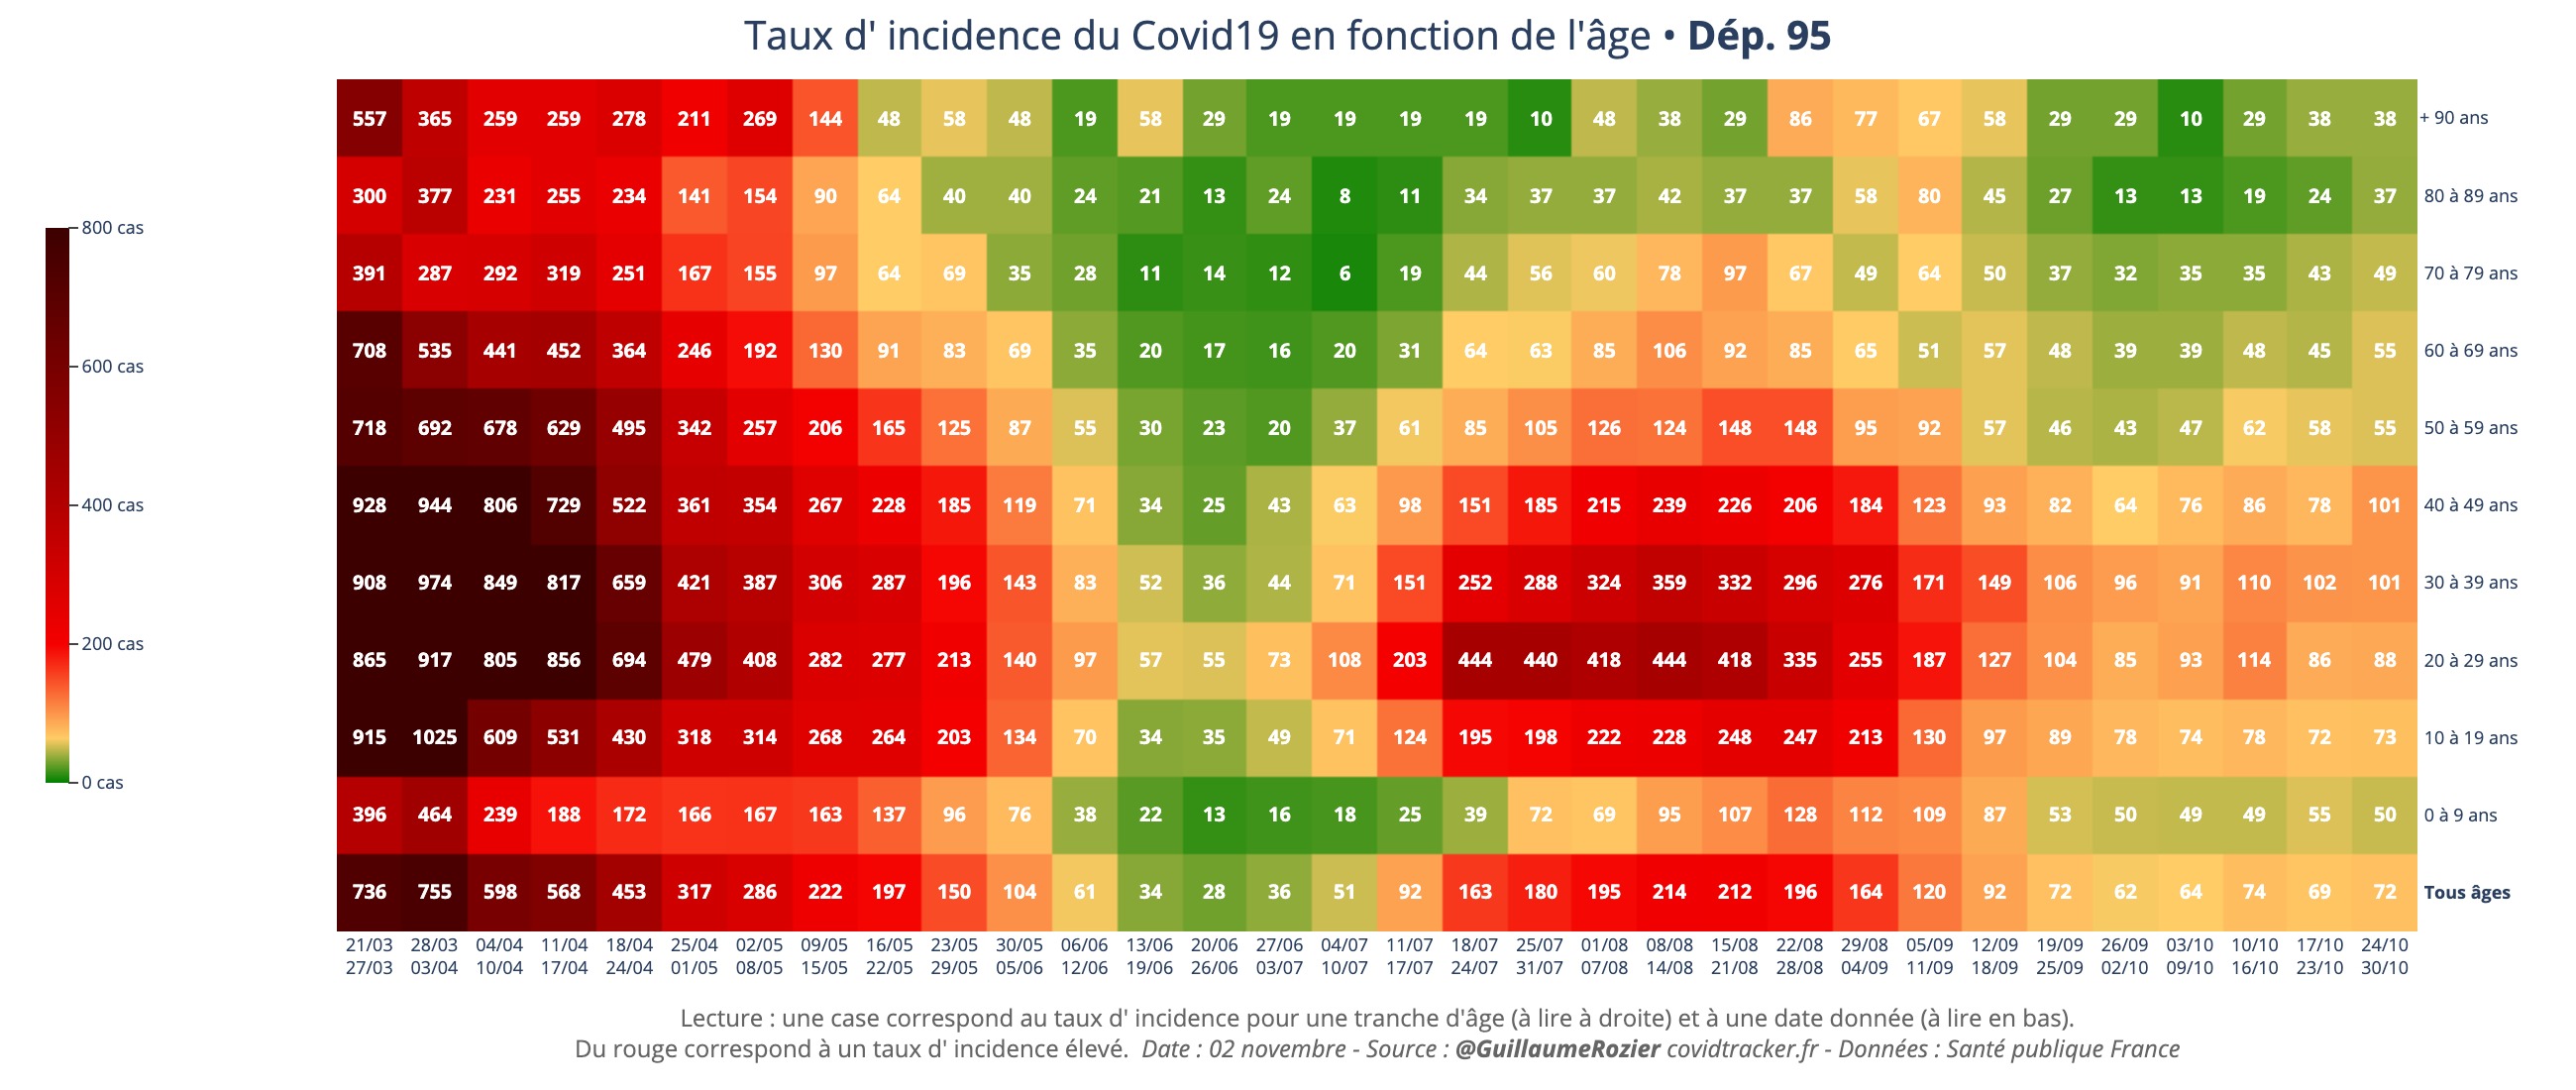 Taux d' incidence du Covid19 en fonction de l'âge • Dép. 95
800 cas
600 cas
400 cas
200 cas
0 cas
557 365 259 259 278 211 269 144 48 58 48 19 58 29 19 19 19 19 10 48 38 29 86 77 67 58 29 29 10 29 38 38 + 90 ans
300 377 231 255 234 141 154 90 64 40 40 24 21 13 24 8 11 34 37 37 42 37 37 58 80 45 27 13 13 19 24 37 80 à 89 ans
391 287 292 319 251 167 155 97 64 69 35 28 11 14 12 6 19 44 56 60 78 97 67 49 64 50 37 32 35 35 43 49 70 à 79 ans
708 535 441 452 364 246 192 130 91 83 69 35 20 17 16 20 31 64 63 85 106 92 85 65 51 57 48 39 39 48 45 55 60 à 69 ans
718 692 678 629 495 342 257 206 165 125 87 55 30 23 20 37 61 85 105 126 124 148 148 95 92 57 46 43 47 62 58 55 50 à 59 ans
928 944 806 729 522 361 354 267 228 185 119 71 34 25 43 63 98 151 185 215 239 226 206 184 123 93 82 64 76 86 78 101 40 à 49 ans
908 974 849 817 659 421 387 306 287 196 143 83 52 36 44 71 151 252 288 324 359 332 296 276 171 149 106 96 91 110 102 101 30 à 39 ans
865 917 805 856 694 479 408 282 277 213 140 97 57 55 73 108 203 444 440 418 444 418 335 255 187 127 104 85 93 114 86 88 20 à 29 ans
915 1025 609 531 430 318 314 268 264 203 134 70 34 35 49 71 124 195 198 222 228 248 247 213 130 97 89 78 74 78 72 73 10 à 19 ans
396 464 239 188 172 166 167 163 137 96 76 38 22 13 16 18 25 39 72 69 95 107 128 112 109 87 53 50 49 49 55 50 0 à 9 ans
736 755 598 568 453 317 286 222 197 150 104 61 34 28 36 51 92 163 180 195 214 212 196 164 120 92 72 62 64 74 69 72 Tous âges
21/03 28/03 04/04 11/04 18/04 25/04 02/05 09/05 16/05 23/05 30/05 06/06 13/06 20/06 27/06 04/07 11/07 18/07 25/07 01/08 08/08 15/08 22/08 29/08 05/09 12/09 19/09 26/09 03/10 10/10 17/10 24/10
27/03 03/04 10/04 17/04 24/04 01/05 08/05 15/05 22/05 29/05 05/06 12/06 19/06 26/06 03/07 10/07 17/07 24/07 31/07 07/08 14/08 21/08 28/08 04/09 11/09 18/09 25/09 02/10 09/10 16/10 23/10 30/10
Lecture : une case correspond au taux d' incidence pour une tranche d'âge (à lire à droite) et à une date donnée (à lire en bas).
Du rouge correspond à un taux d' incidence élevé. Date : 02 novembre - Source : @GuillaumeRozier covidtracker.fr - Données : Santé publique France